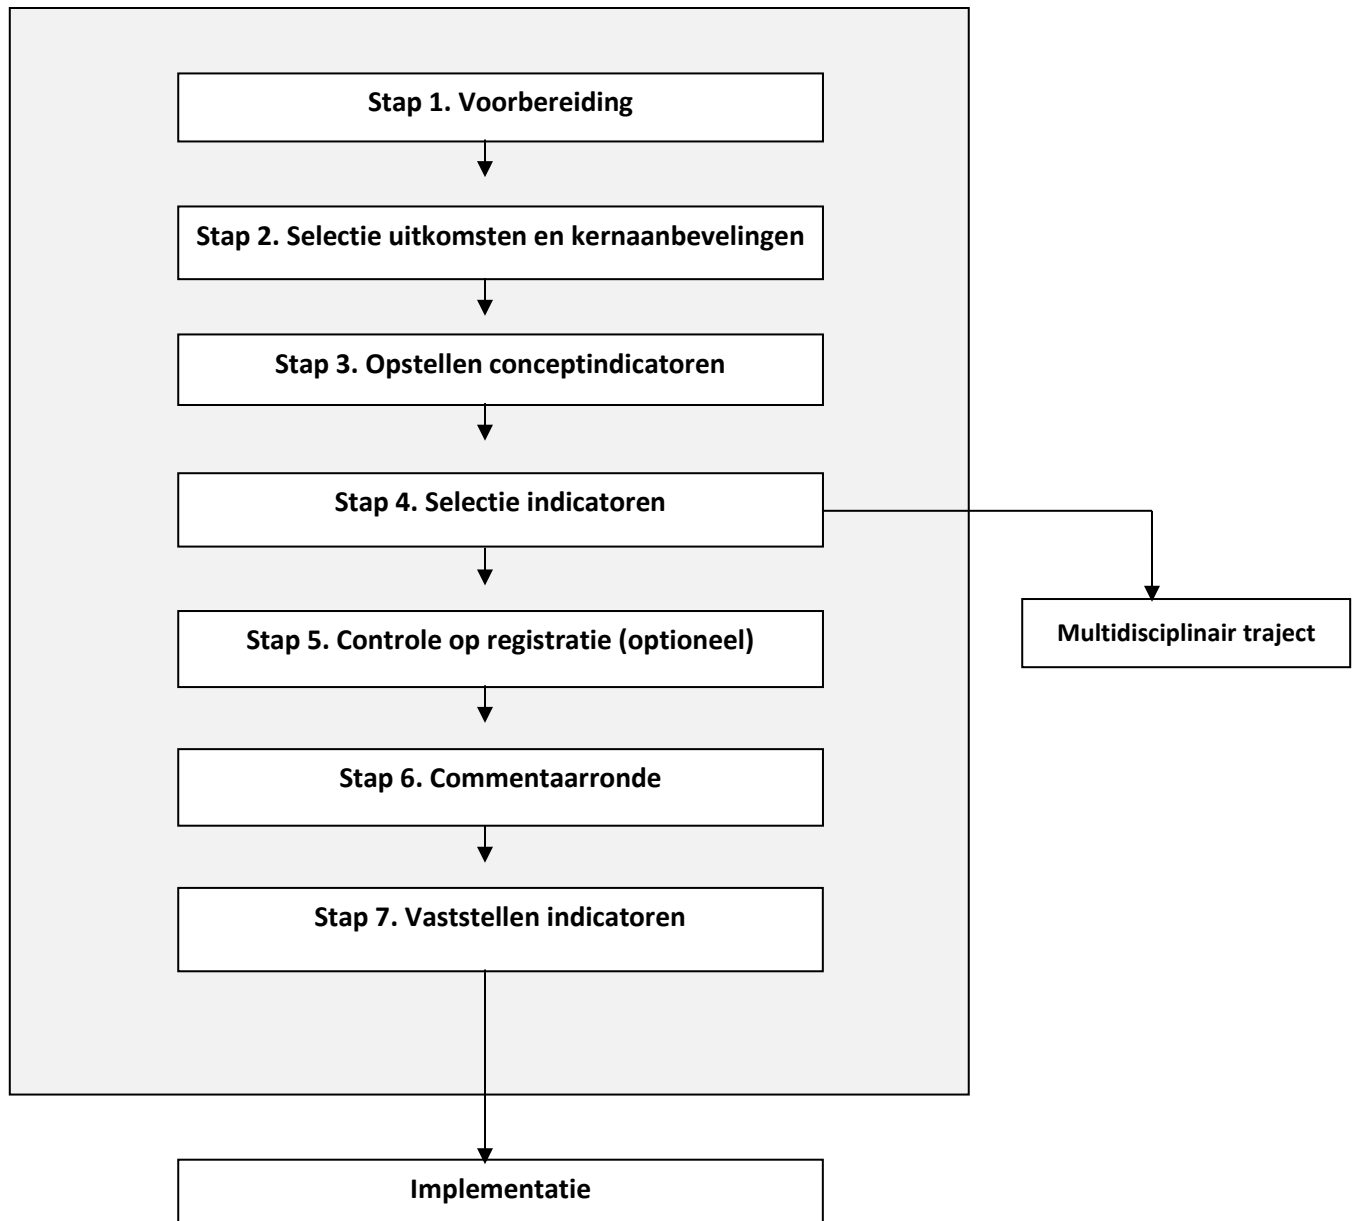 Stap 1. Voorbereiding
Stap 2. Selectie uitkomsten en kernaanbevelingen
Stap 3. Opstellen conceptindicatoren
Stap 4. Selectie indicatoren
Stap 5. Controle op registratie (optioneel)
Multidisciplinair traject
Stap 6. Commentaarronde
Stap 7. Vaststellen indicatoren
Implementatie